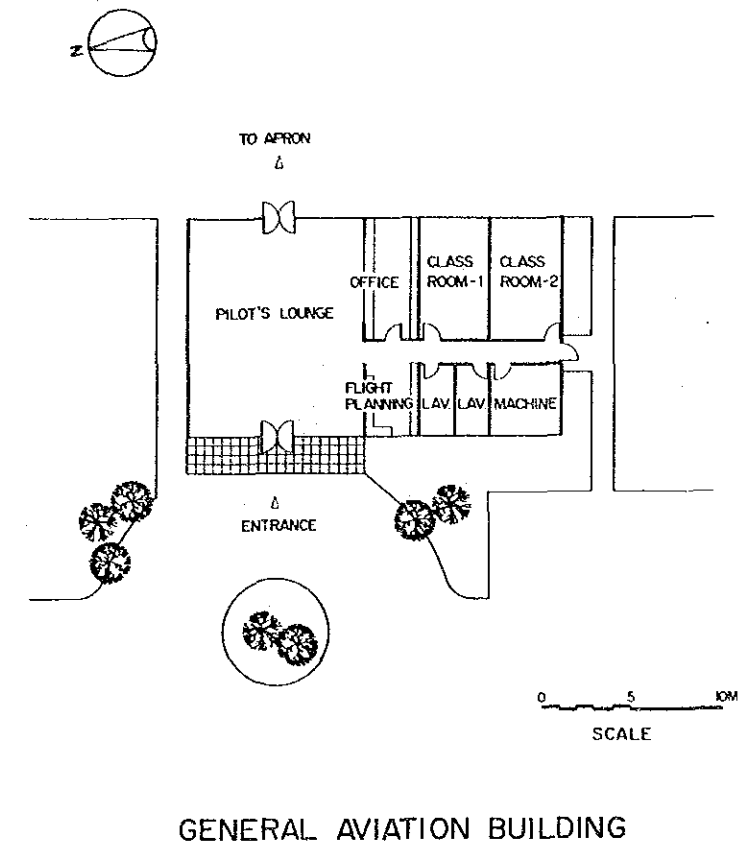 N
TO APRON
OFFICE
CLASS
ROOM-1
CLASS
ROOM-2
PILOT'S LOUNGE
FLIGHT
PLANNING
LAV.
LAV.
MACHINE
ENTRANCE
0 5 10M
SCALE
GENERAL AVIATION BUILDING